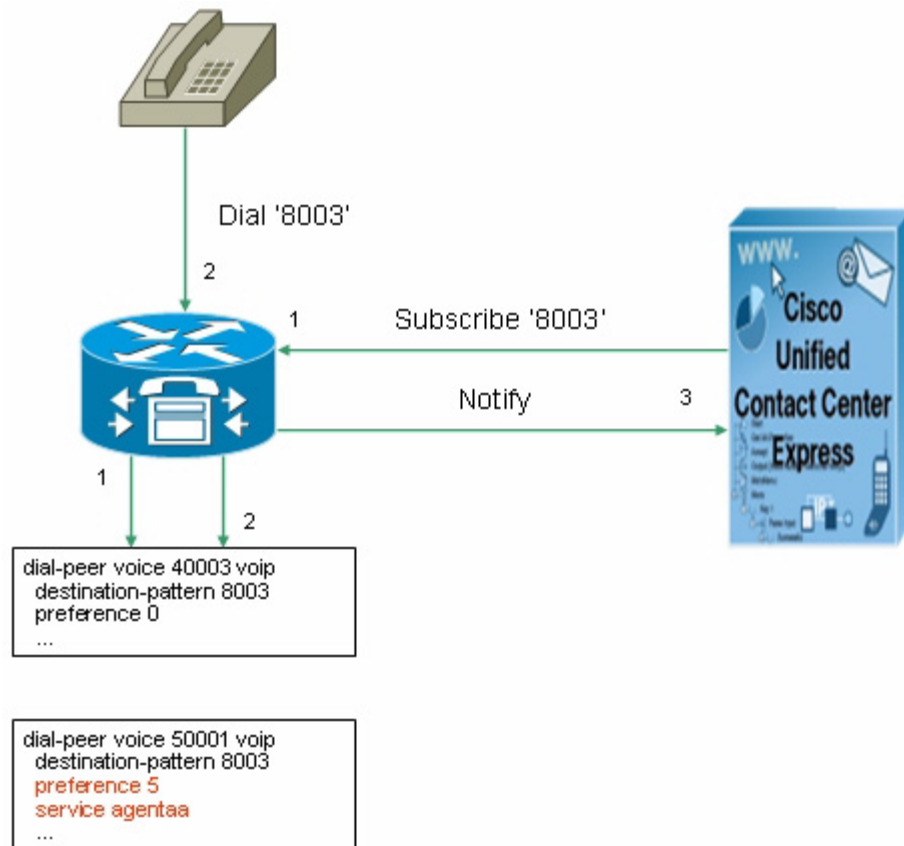 Dial '8003'
2
1
Subscribe '8003'
Notify
3
1
2
www.
@
Cisco
Unified
Contact Center
Express
dial-peer voice 40003 voip
destination-pattern 8003
preference 0
...
dial-peer voice 50001 voip
destination-pattern 8003
preference 5
service agentaa
...